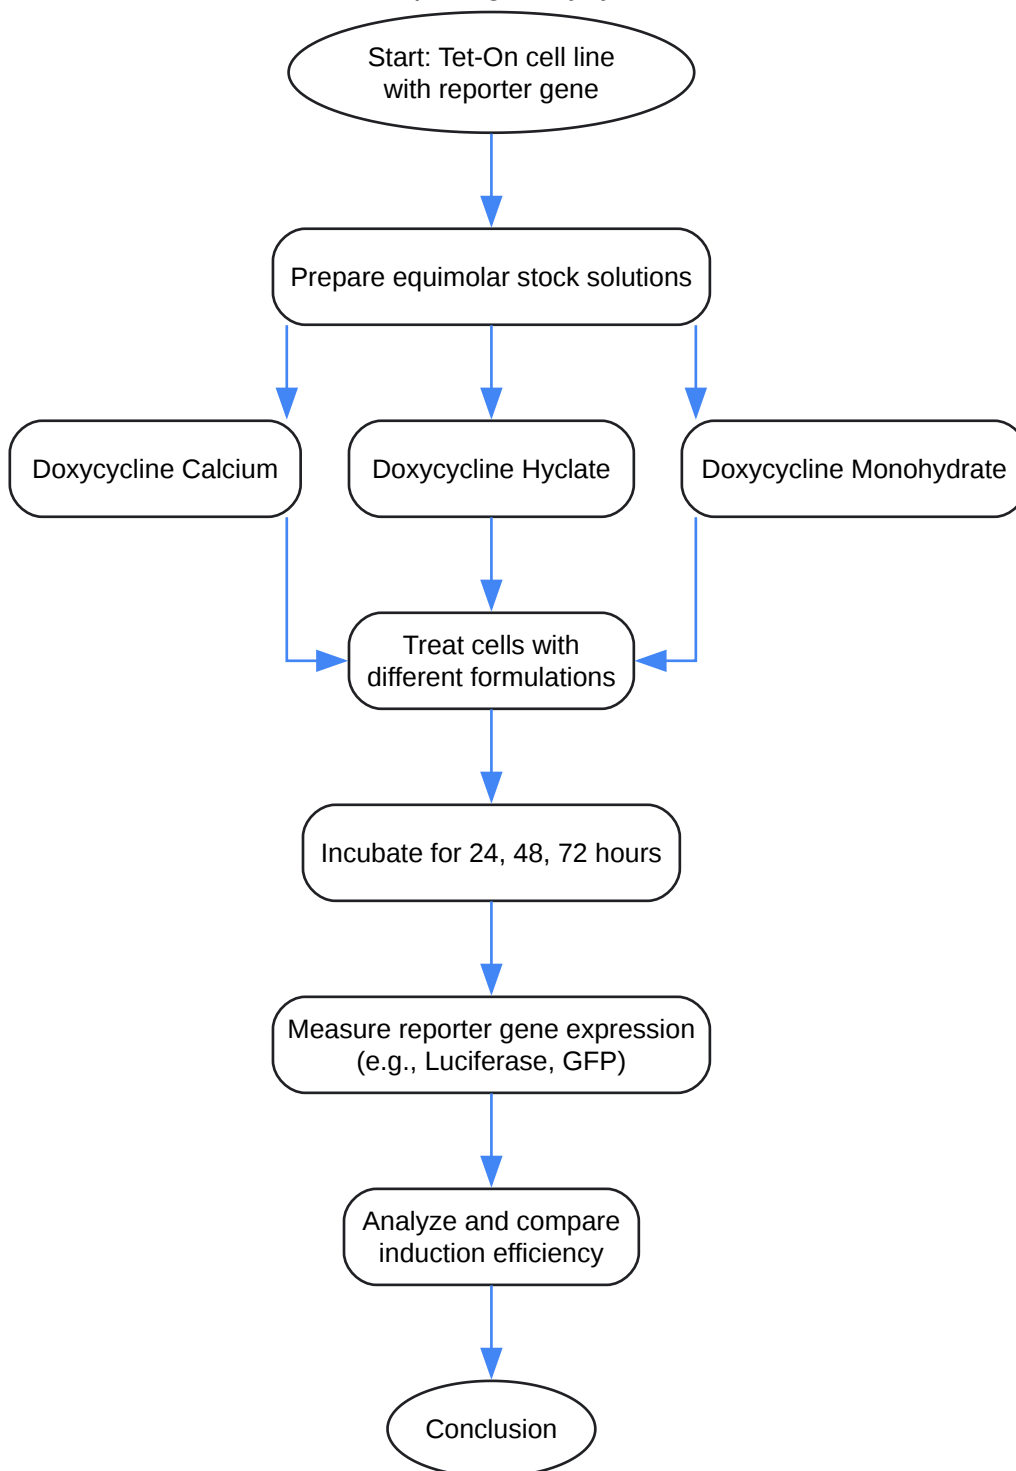 Start: Tet-On cell line
with reporter gene
Prepare equimolar stock solutions
Doxycycline Calcium
Doxycycline Hyclate
Doxycycline Monohydrate
Treat cells with
different formulations
Incubate for 24, 48, 72 hours
Measure reporter gene expression
(e.g., Luciferase, GFP)
Analyze and compare
induction efficiency
Conclusion